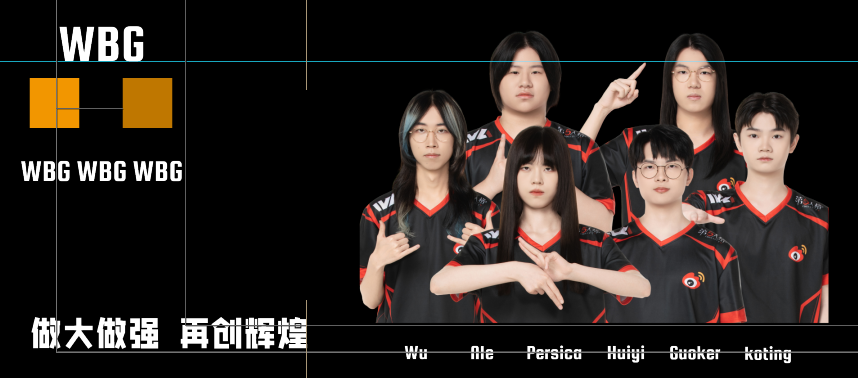 WBG
WBG WBG WBG
做大做强 再创辉煌
Wu Ale Persica Huiyi Guoker koting